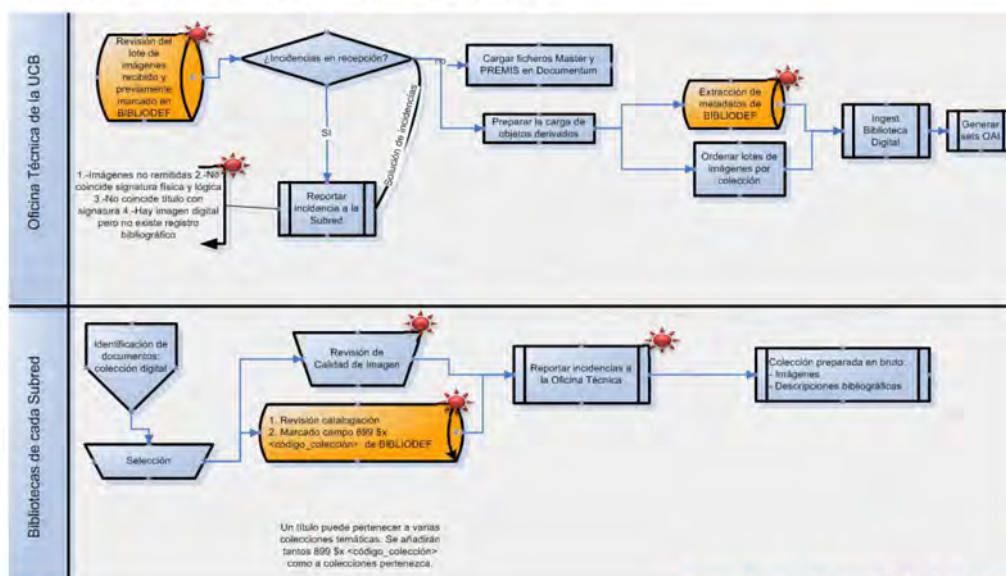 Oficina Técnica de la UCB
Revisión del
lote de
imágenes
recibido y
previamente
marcado en
BIBLIODEF
¿Incidencias en recepción?
no
SI
Solución de incidencias
Cargar ficheros Master y
PREMIS en Documentum
Preparar la carga de
objetos derivados
Extracción de
metadatos de
BIBLIODEF
Ordenar lotes de
imágenes por
colección
Ingest
Biblioteca
Digital
Generar
sets OAI
1.-Imágenes no remitidas 2.-No
coincide signatura física y lógica
3.-No coincide título con
signatura 4.-Hay imagen digital
pero no existe registro
bibliográfico
Reportar
incidencia a la
Subred
Bibliotecas de cada Subred
Identificación de
documentos:
colección digital
Selección
Revisión de
Calidad de Imagen
1. Revisión catalogación
2. Marcado campo 899 $x
<código_colección> de BIBLIODEF
Reportar incidencias a
la Oficina Técnica
Colección preparada en bruto:
- Imágenes
- Descripciones bibliográficas
Un título puede pertenecer a varias
colecciones temáticas. Se añadirán
tantos 899 $x <código_colección>
como a colecciones pertenezca.